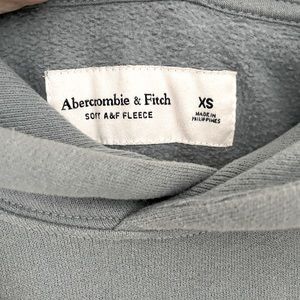 Abercrombie & Fitch
SOFT A&F FLEECE
XS
MADE IN
PHILIPPINES